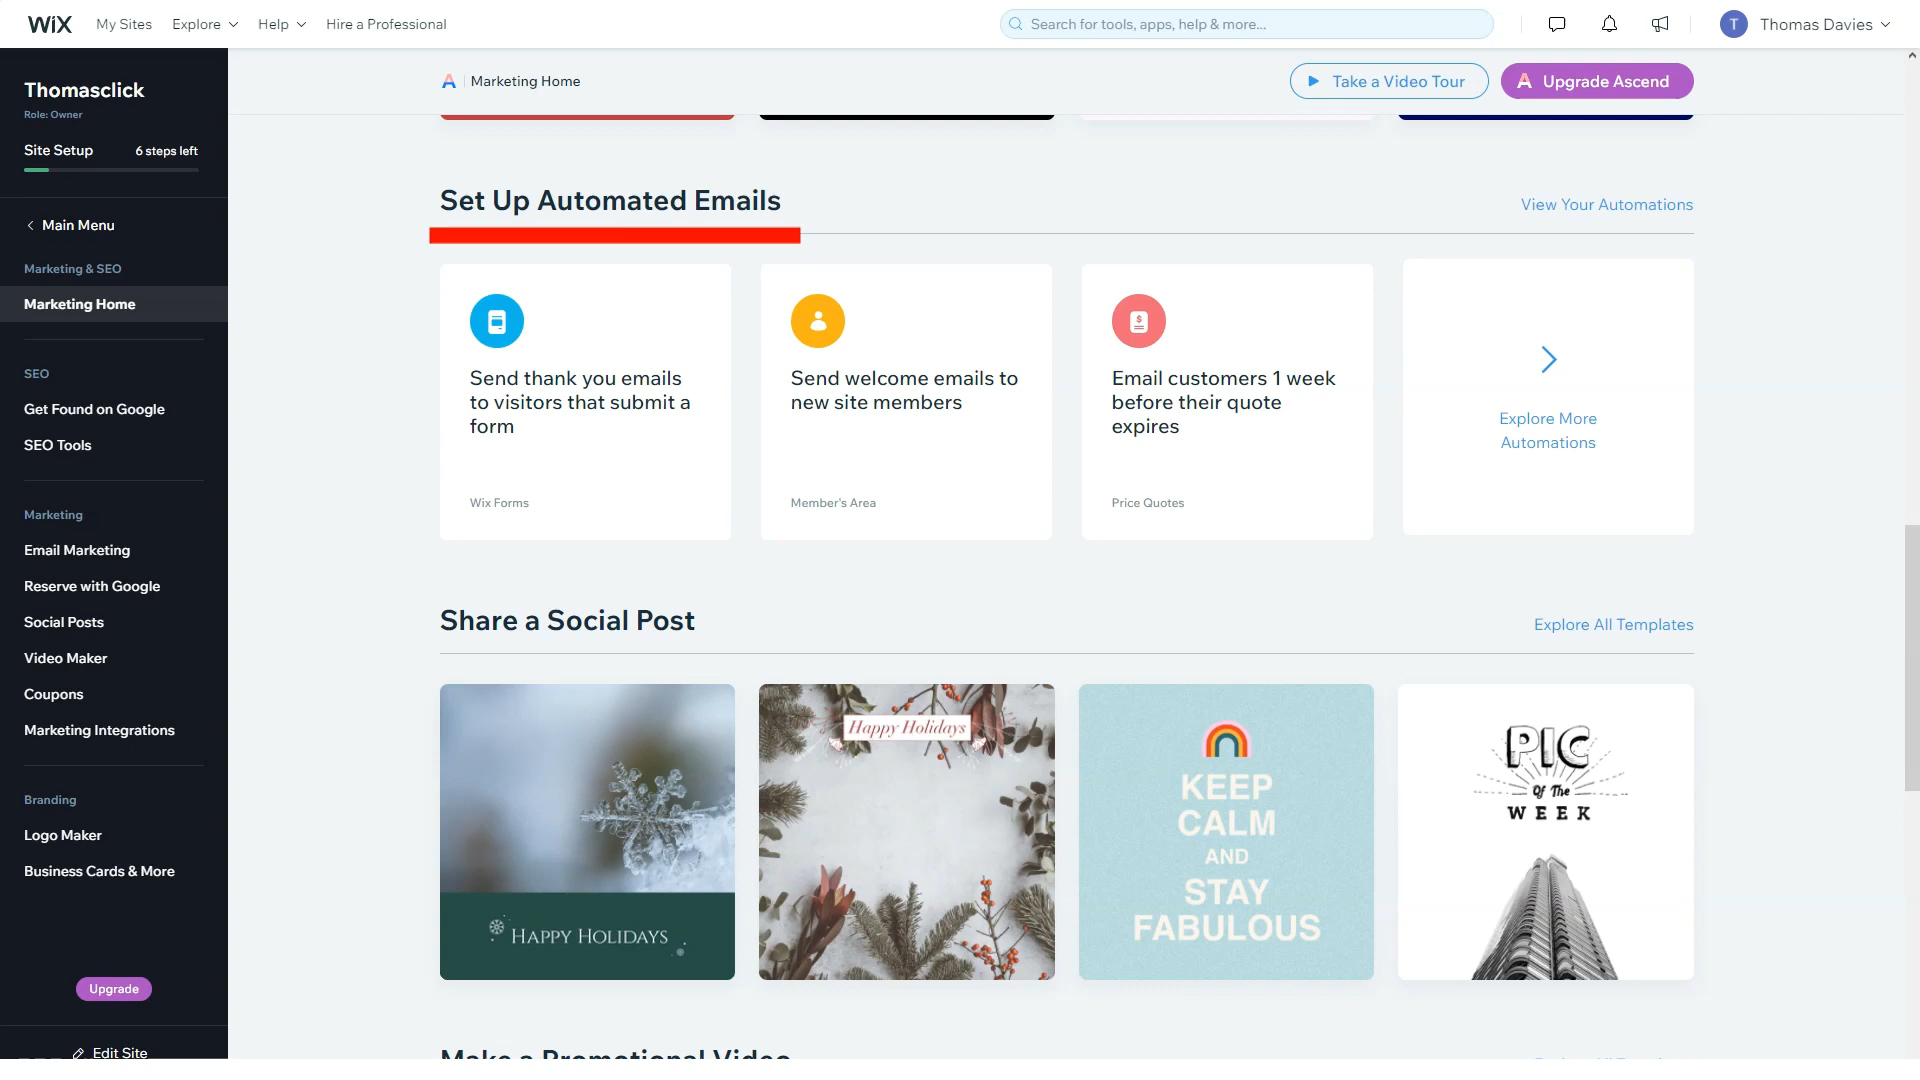 WiX My Sites Explore Help Hire a Professional Search for tools, apps, help & more... T Thomas Davies
Thomasclick
Role: Owner
Site Setup 6 steps left
Main Menu
Marketing & SEO
Marketing Home
SEO
Get Found on Google
SEO Tools
Marketing
Email Marketing
Reserve with Google
Social Posts
Video Maker
Coupons
Marketing Integrations
Branding
Logo Maker
Business Cards & More
Upgrade
Edit Site
A Marketing Home Take a Video Tour A Upgrade Ascend
Set Up Automated Emails View Your Automations
Send thank you emails
to visitors that submit a
form
Wix Forms
Send welcome emails to
new site members
Member's Area
$
Email customers 1 week
before their quote
expires
Price Quotes
Explore More
Automations
Share a Social Post Explore All Templates
HAPPY HOLIDAYS
Happy Holidays
KEEP
CALM
AND
STAY
FABULOUS
PIC
Of The
WEEK
Make a Promotional Video